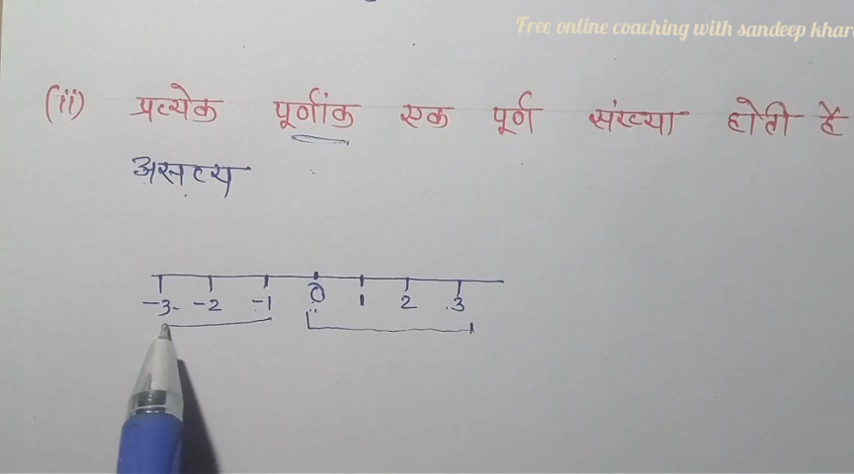 Free online coaching with sandeep khar
(ii) प्रत्येक पूर्णांक एक पूर्ण संख्या होती है
असत्य
-3 -2 -1 0 1 2 3